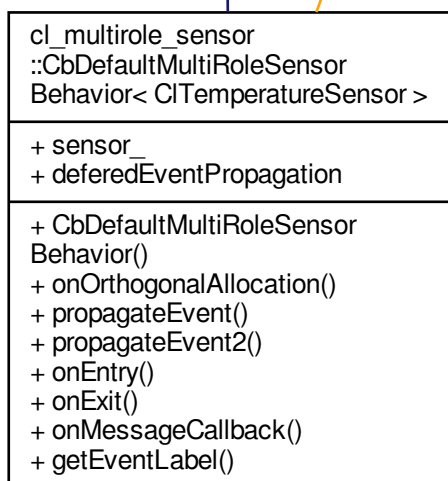 cl_multirole_sensor
::CbDefaultMultiRoleSensor
Behavior< ClTemperatureSensor >
+ sensor_
+ deferedEventPropagation
+ CbDefaultMultiRoleSensor
Behavior()
+ onOrthogonalAllocation()
+ propagateEvent()
+ propagateEvent2()
+ onEntry()
+ onExit()
+ onMessageCallback()
+ getEventLabel()